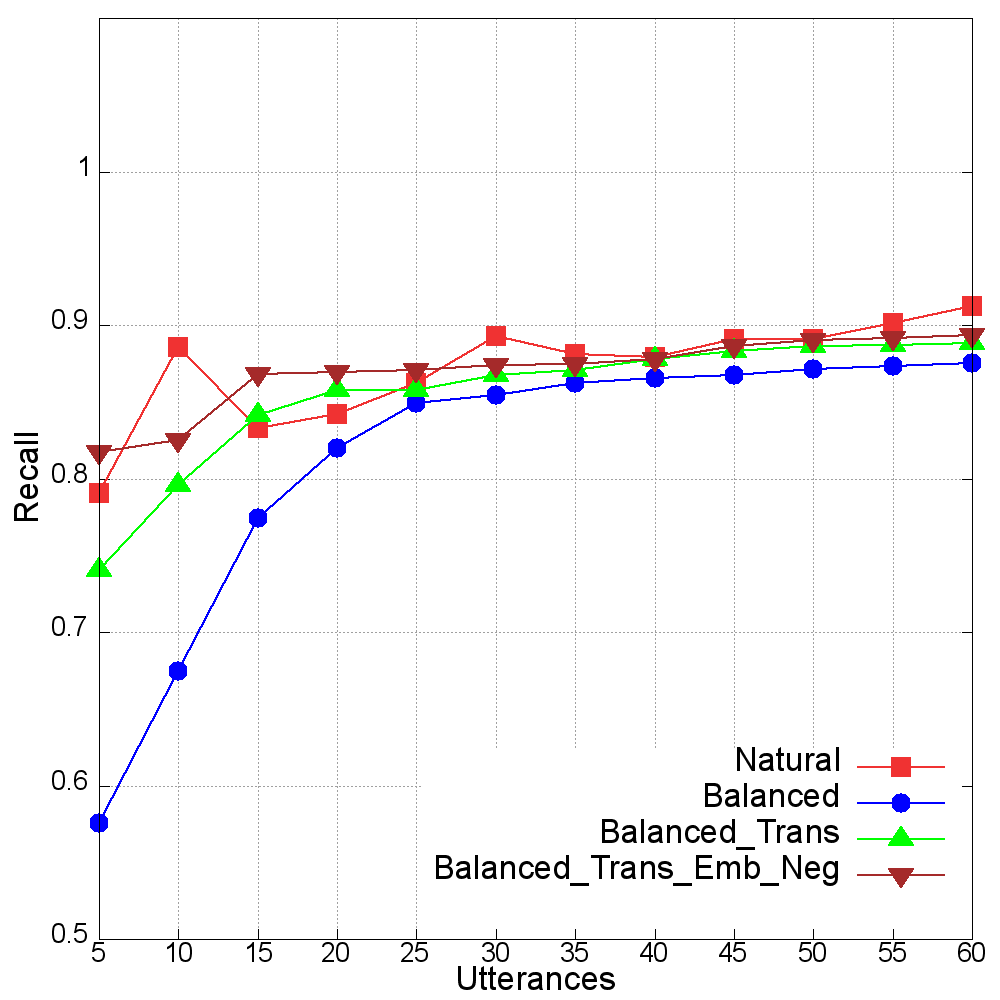 1
0.9
0.8
0.7
0.6
0.5
Recall
Natural
Balanced
Balanced_Trans
Balanced_Trans_Emb_Neg
5 10 15 20 25 30 35 40 45 50 55 60
Utterances